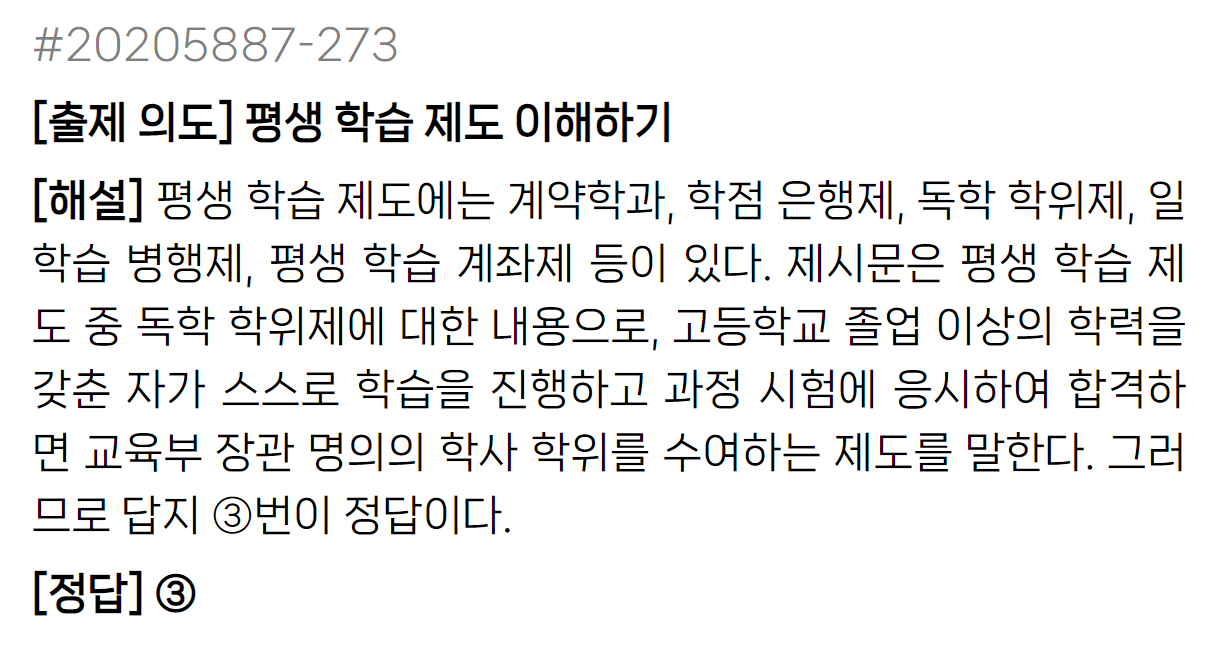 #20205887-273
[출제 의도] 평생 학습 제도 이해하기
[해설] 평생 학습 제도에는 계약학과, 학점 은행제, 독학 학위제, 일
학습 병행제, 평생 학습 계좌제 등이 있다. 제시문은 평생 학습 제
도 중 독학 학위제에 대한 내용으로, 고등학교 졸업 이상의 학력을
갖춘 자가 스스로 학습을 진행하고 과정 시험에 응시하여 합격하
면 교육부 장관 명의의 학사 학위를 수여하는 제도를 말한다. 그러
므로 답지 ③번이 정답이다.
[정답] ③